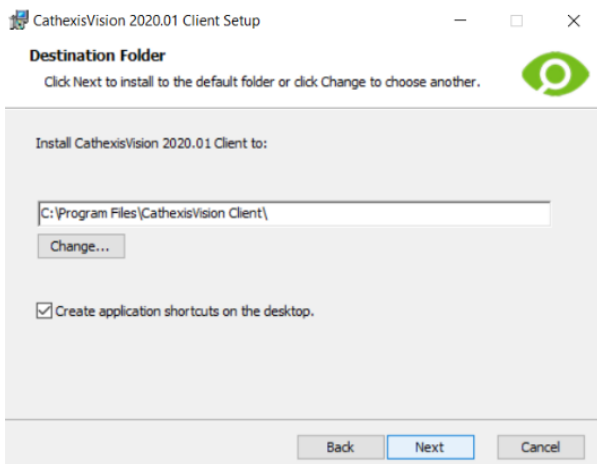 CathexisVision 2020.01 Client Setup
Destination Folder
Click Next to install to the default folder or click Change to choose another.
Install CathexisVision 2020.01 Client to:
C:\Program Files\CathexisVision Client\
Change...
Create application shortcuts on the desktop.
Back Next Cancel